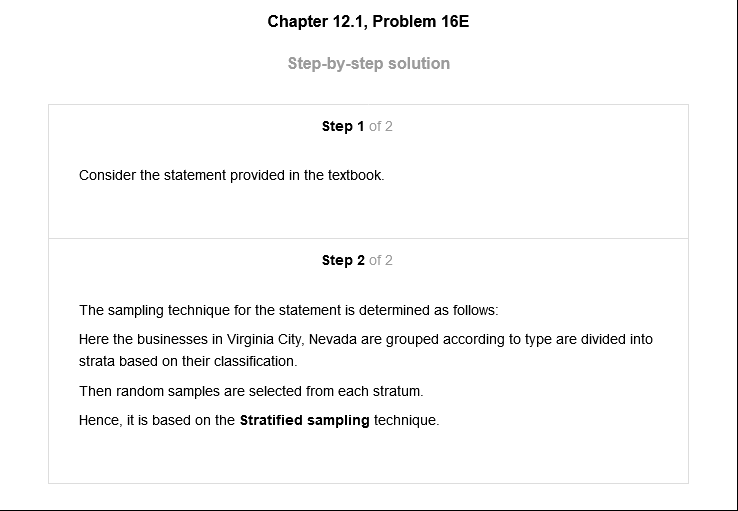 Chapter 12.1, Problem 16E
Step-by-step solution
Step 1 of 2
Consider the statement provided in the textbook.
Step 2 of 2
The sampling technique for the statement is determined as follows:
Here the businesses in Virginia City, Nevada are grouped according to type are divided into
strata based on their classification.
Then random samples are selected from each stratum.
Hence, it is based on the Stratified sampling technique.